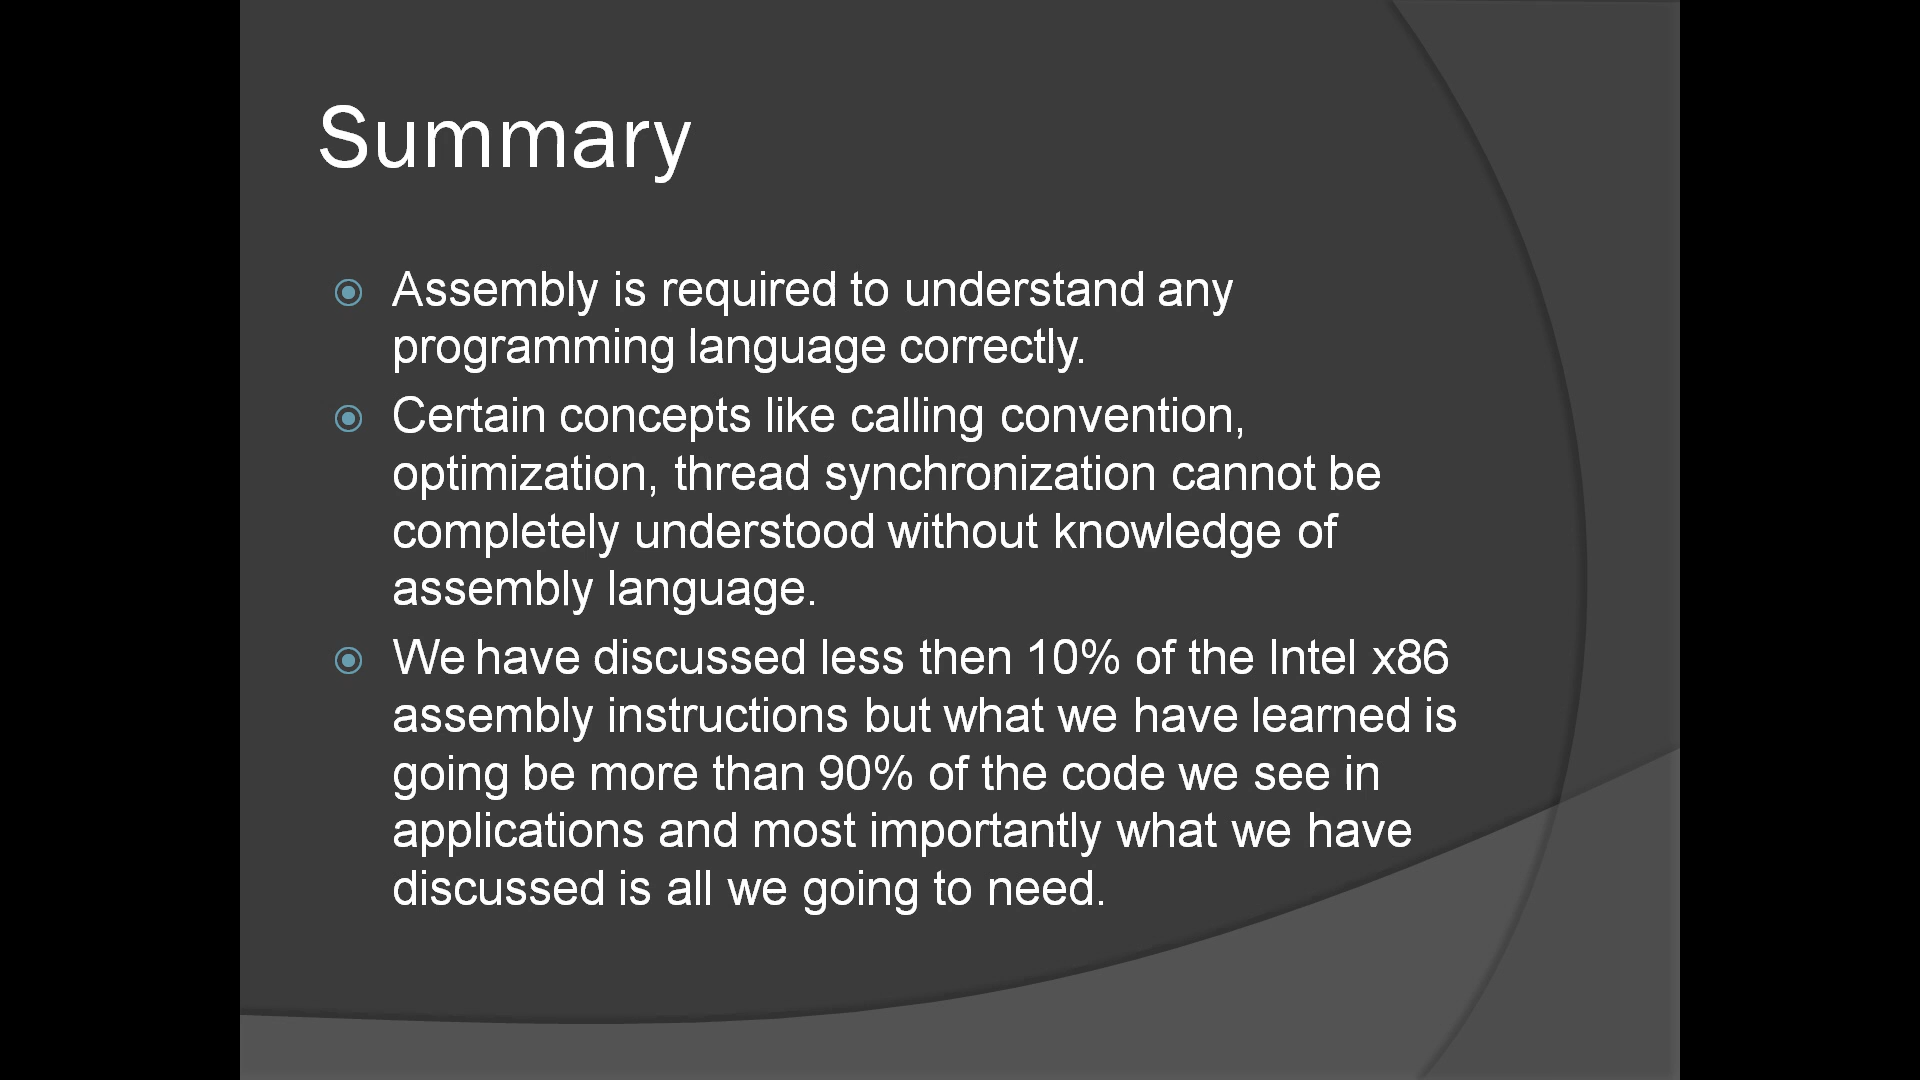 Summary
Assembly is required to understand any
programming language correctly.
Certain concepts like calling convention,
optimization, thread synchronization cannot be
completely understood without knowledge of
assembly language.
We have discussed less then 10% of the Intel x86
assembly instructions but what we have learned is
going be more than 90% of the code we see in
applications and most importantly what we have
discussed is all we going to need.